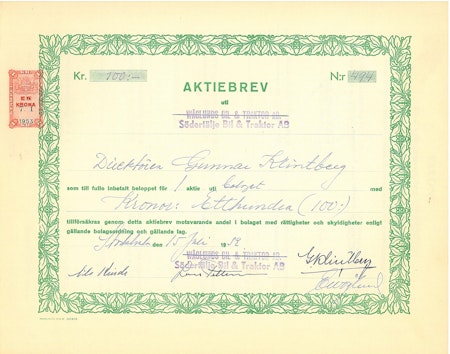 Kr. 100:— N:r 494
AKTIEBREV
uti
WÅGLUNDS BIL & TRAKTOR AB.
Södertälje Bil & Traktor AB
EN
KRONA
Direktören Gunnar Klintberg
som till fullo inbetalt beloppet för 1 aktie uti bolaget med
Kronor: Etthundra (100:-)
tillförsäkras genom detta aktiebrev motsvarande andel i bolaget med rättigheter och skyldigheter enligt
gällande bolagsordning och gällande lag.
Stockholm den 15 Juli 19
WÅGLUNDS BIL & TRAKTOR AB.
Södertälje Bil & Traktor AB
GKlintberg